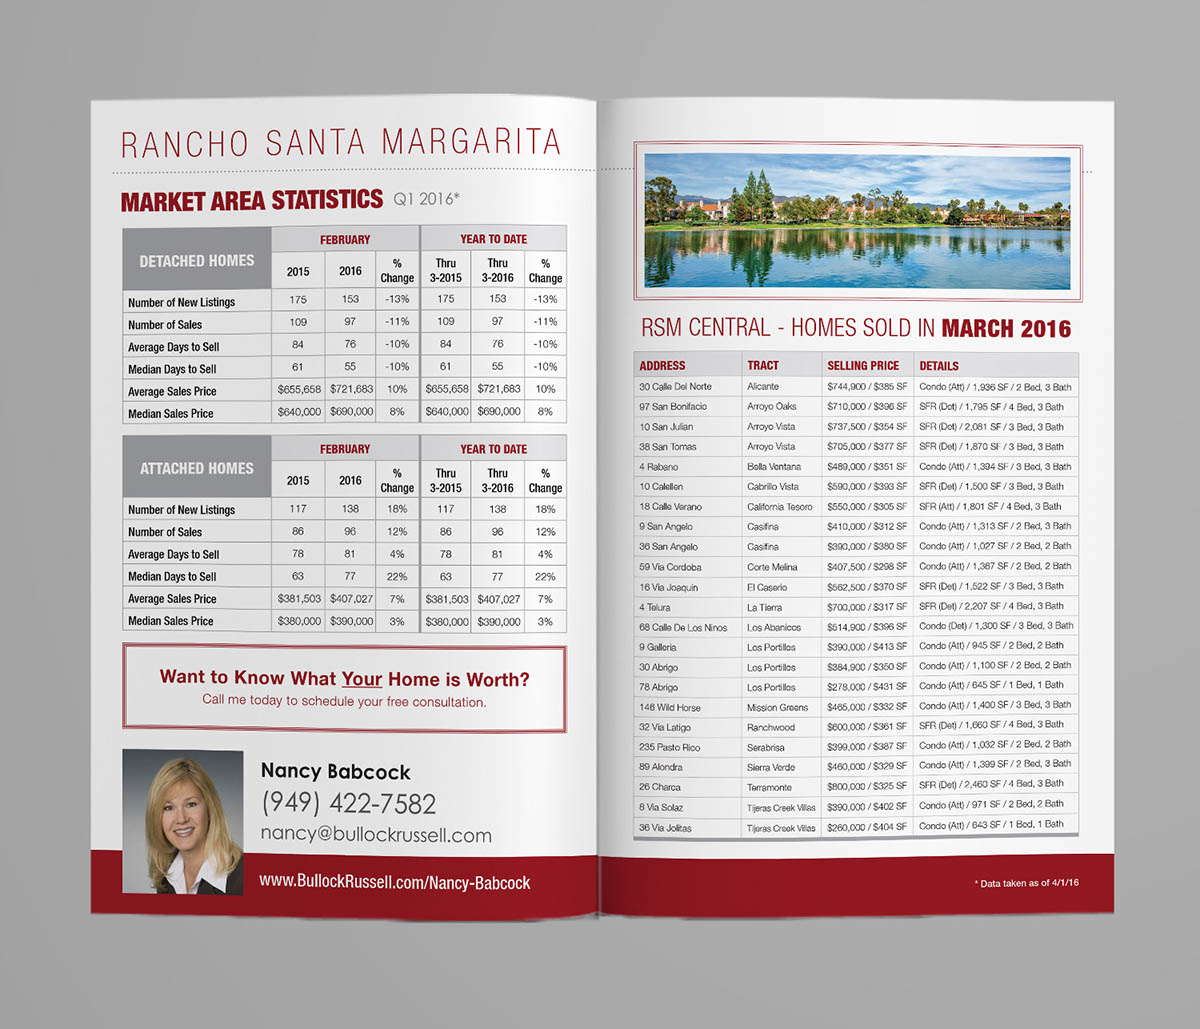 RANCHO SANTA MARGARITA
MARKET AREA STATISTICS Q1 2016*
DETACHED HOMES FEBRUARY YEAR TO DATE
2015 2016 % Change Thru 3-2015 Thru 3-2016 % Change
Number of New Listings 175 153 -13% 175 153 -13%
Number of Sales 109 97 -11% 109 97 -11%
Average Days to Sell 84 76 -10% 84 76 -10%
Median Days to Sell 61 55 -10% 61 55 -10%
Average Sales Price $655,658 $721,683 10% $655,658 $721,683 10%
Median Sales Price $640,000 $690,000 8% $640,000 $690,000 8%
ATTACHED HOMES FEBRUARY YEAR TO DATE
2015 2016 % Change Thru 3-2015 Thru 3-2016 % Change
Number of New Listings 117 138 18% 117 138 18%
Number of Sales 86 96 12% 86 96 12%
Average Days to Sell 78 81 4% 78 81 4%
Median Days to Sell 63 77 22% 63 77 22%
Average Sales Price $381,503 $407,027 7% $381,503 $407,027 7%
Median Sales Price $380,000 $390,000 3% $380,000 $390,000 3%
Want to Know What Your Home is Worth?
Call me today to schedule your free consultation.
Nancy Babcock
(949) 422-7582
nancy@bullockrussell.com
www.BullockRussell.com/Nancy-Babcock
RSM CENTRAL - HOMES SOLD IN MARCH 2016
ADDRESS TRACT SELLING PRICE DETAILS
30 Calle Del Norte Alicante $744,900 / $385 SF Condo (Att) / 1,936 SF / 2 Bed, 3 Bath
97 San Bonifacio Arroyo Oaks $710,000 / $396 SF SFR (Det) / 1,795 SF / 4 Bed, 3 Bath
10 San Julian Arroyo Vista $737,500 / $354 SF SFR (Det) / 2,081 SF / 3 Bed, 3 Bath
38 San Tomas Arroyo Vista $705,000 / $377 SF SFR (Det) / 1,870 SF / 3 Bed, 3 Bath
4 Rabano Bella Ventana $489,000 / $351 SF Condo (Att) / 1,394 SF / 3 Bed, 3 Bath
10 Calellen Cabrillo Vista $590,000 / $393 SF SFR (Det) / 1,500 SF / 3 Bed, 3 Bath
18 Calle Verano California Tesoro $550,000 / $305 SF SFR (Att) / 1,801 SF / 4 Bed, 3 Bath
9 San Angelo Casifina $410,000 / $312 SF Condo (Att) / 1,313 SF / 2 Bed, 2 Bath
36 San Angelo Casifina $390,000 / $380 SF Condo (Att) / 1,027 SF / 2 Bed, 2 Bath
59 Via Cordoba Corte Melina $407,500 / $298 SF Condo (Att) / 1,367 SF / 2 Bed, 2 Bath
16 Via Joaquin El Caserio $562,500 / $370 SF SFR (Det) / 1,522 SF / 3 Bed, 3 Bath
4 Telura La Tierra $700,000 / $317 SF SFR (Det) / 2,207 SF / 4 Bed, 3 Bath
68 Calle De Los Ninos Los Abanicos $514,900 / $396 SF Condo (Det) / 1,300 SF / 3 Bed, 3 Bath
9 Galleria Los Portillos $390,000 / $413 SF Condo (Att) / 945 SF / 2 Bed, 2 Bath
30 Abrigo Los Portillos $384,900 / $350 SF Condo (Att) / 1,100 SF / 2 Bed, 2 Bath
78 Abrigo Los Portillos $278,000 / $431 SF Condo (Att) / 645 SF / 1 Bed, 1 Bath
146 Wild Horse Mission Greens $465,000 / $332 SF Condo (Att) / 1,400 SF / 3 Bed, 3 Bath
32 Via Latigo Ranchwood $600,000 / $361 SF SFR (Det) / 1,660 SF / 4 Bed, 3 Bath
235 Pasto Rico Serabrisa $399,000 / $387 SF Condo (Att) / 1,032 SF / 2 Bed, 2 Bath
89 Alondra Sierra Verde $460,000 / $329 SF Condo (Att) / 1,399 SF / 2 Bed, 3 Bath
26 Charca Terramonte $800,000 / $325 SF SFR (Det) / 2,460 SF / 4 Bed, 3 Bath
8 Via Solaz Tijeras Creek Villas $390,000 / $402 SF Condo (Att) / 971 SF / 2 Bed, 2 Bath
36 Via Jolitas Tijeras Creek Villas $260,000 / $404 SF Condo (Att) / 643 SF / 1 Bed, 1 Bath
* Data taken as of 4/1/16